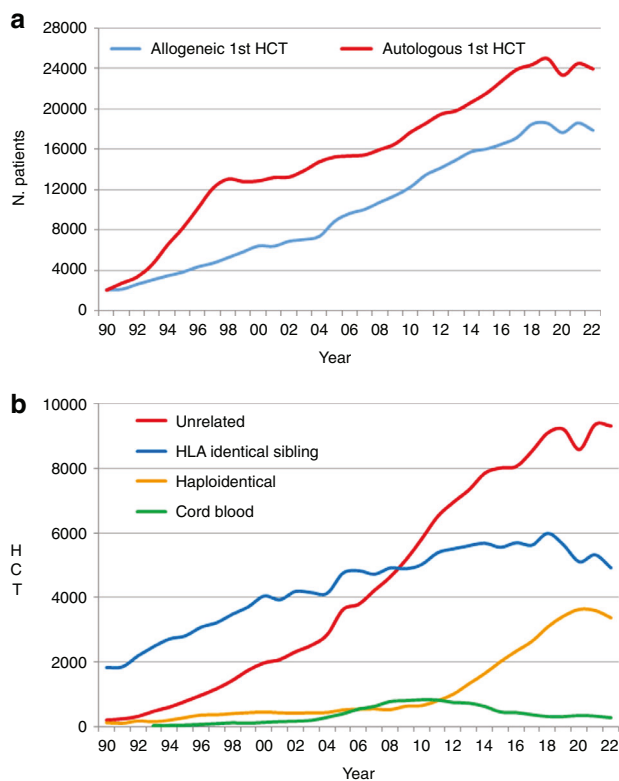 a
28000
Allogeneic 1st HCT Autologous 1st HCT
24000
20000
16000
12000
8000
4000
0
N. patients
90 92 94 96 98 00 02 04 06 08 10 12 14 16 18 20 22
Year
b
10000
Unrelated
HLA identical sibling
Haploidentical
Cord blood
8000
6000
4000
2000
0
H
C
T
90 92 94 96 98 00 02 04 06 08 10 12 14 16 18 20 22
Year